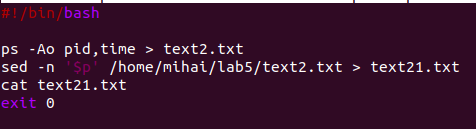 #!/bin/bash
ps -Ao pid,time > text2.txt
sed -n '$p' /home/mihai/lab5/text2.txt > text21.txt
cat text21.txt
exit 0